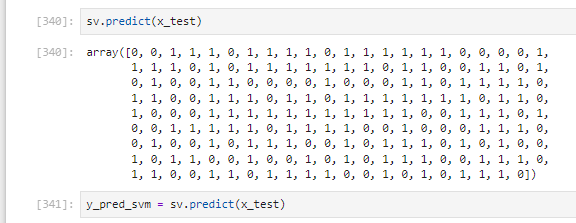 [340]: sv.predict(x_test)
[340]: array([0, 0, 1, 1, 1, 0, 1, 1, 1, 1, 0, 1, 1, 1, 1, 1, 1, 0, 0, 0, 0, 1,
1, 1, 1, 0, 1, 0, 1, 1, 1, 1, 1, 1, 1, 0, 1, 1, 0, 0, 1, 1, 0, 1,
0, 1, 0, 0, 1, 1, 0, 0, 0, 0, 1, 0, 0, 0, 1, 1, 0, 1, 1, 1, 1, 0,
1, 1, 0, 0, 1, 1, 1, 0, 1, 1, 0, 1, 1, 1, 1, 1, 1, 1, 0, 1, 1, 0,
1, 0, 0, 0, 1, 1, 1, 1, 1, 1, 1, 1, 1, 1, 1, 0, 0, 1, 1, 1, 0, 1,
0, 0, 1, 1, 1, 1, 1, 0, 1, 1, 1, 1, 0, 0, 1, 0, 0, 0, 1, 1, 1, 0,
0, 1, 0, 0, 1, 0, 1, 1, 0, 1, 1, 0, 0, 1, 0, 1, 0, 1, 0, 1, 0, 0,
1, 0, 1, 1, 0, 0, 1, 0, 0, 1, 0, 1, 0, 0, 1, 1, 0, 0, 1, 1, 1, 0,
1, 1, 0, 0, 1, 1, 0, 1, 1, 1, 1, 0, 0, 1, 0, 1, 0, 1, 1, 1, 0])
[341]: y_pred_svm = sv.predict(x_test)